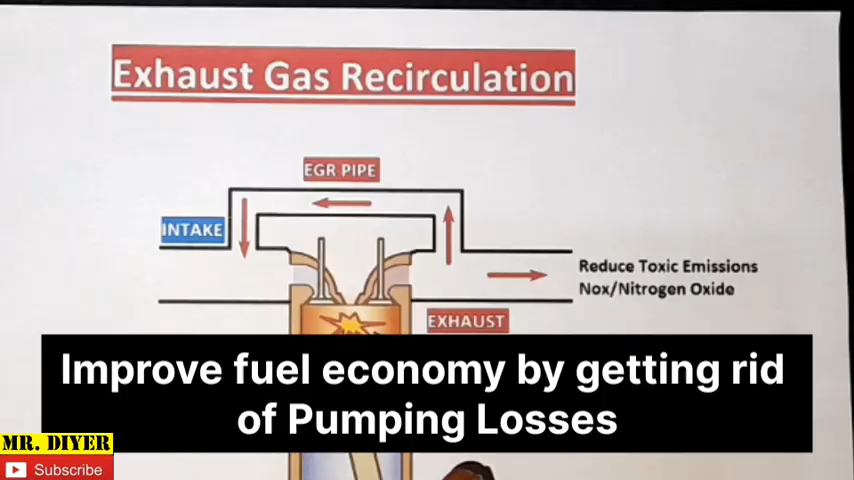 Exhaust Gas Recirculation
EGR PIPE
INTAKE
Reduce Toxic Emissions
Nox/Nitrogen Oxide
EXHAUST
Improve fuel economy by getting rid
of Pumping Losses
MR. DIYER
Subscribe